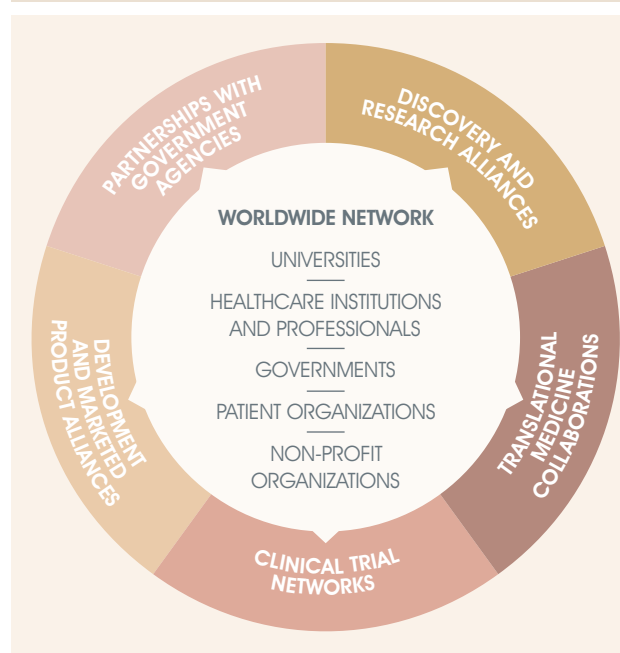 PARTNERSHIPS WITH
GOVERNMENT
AGENCIES
DISCOVERY AND
RESEARCH ALLIANCES
WORLDWIDE NETWORK
UNIVERSITIES
HEALTHCARE INSTITUTIONS
AND PROFESSIONALS
GOVERNMENTS
PATIENT ORGANIZATIONS
NON-PROFIT
ORGANIZATIONS
DEVELOPMENT
AND MARKETED
PRODUCT ALLIANCES
TRANSLATIONAL
MEDICINE
COLLABORATIONS
CLINICAL TRIAL
NETWORKS